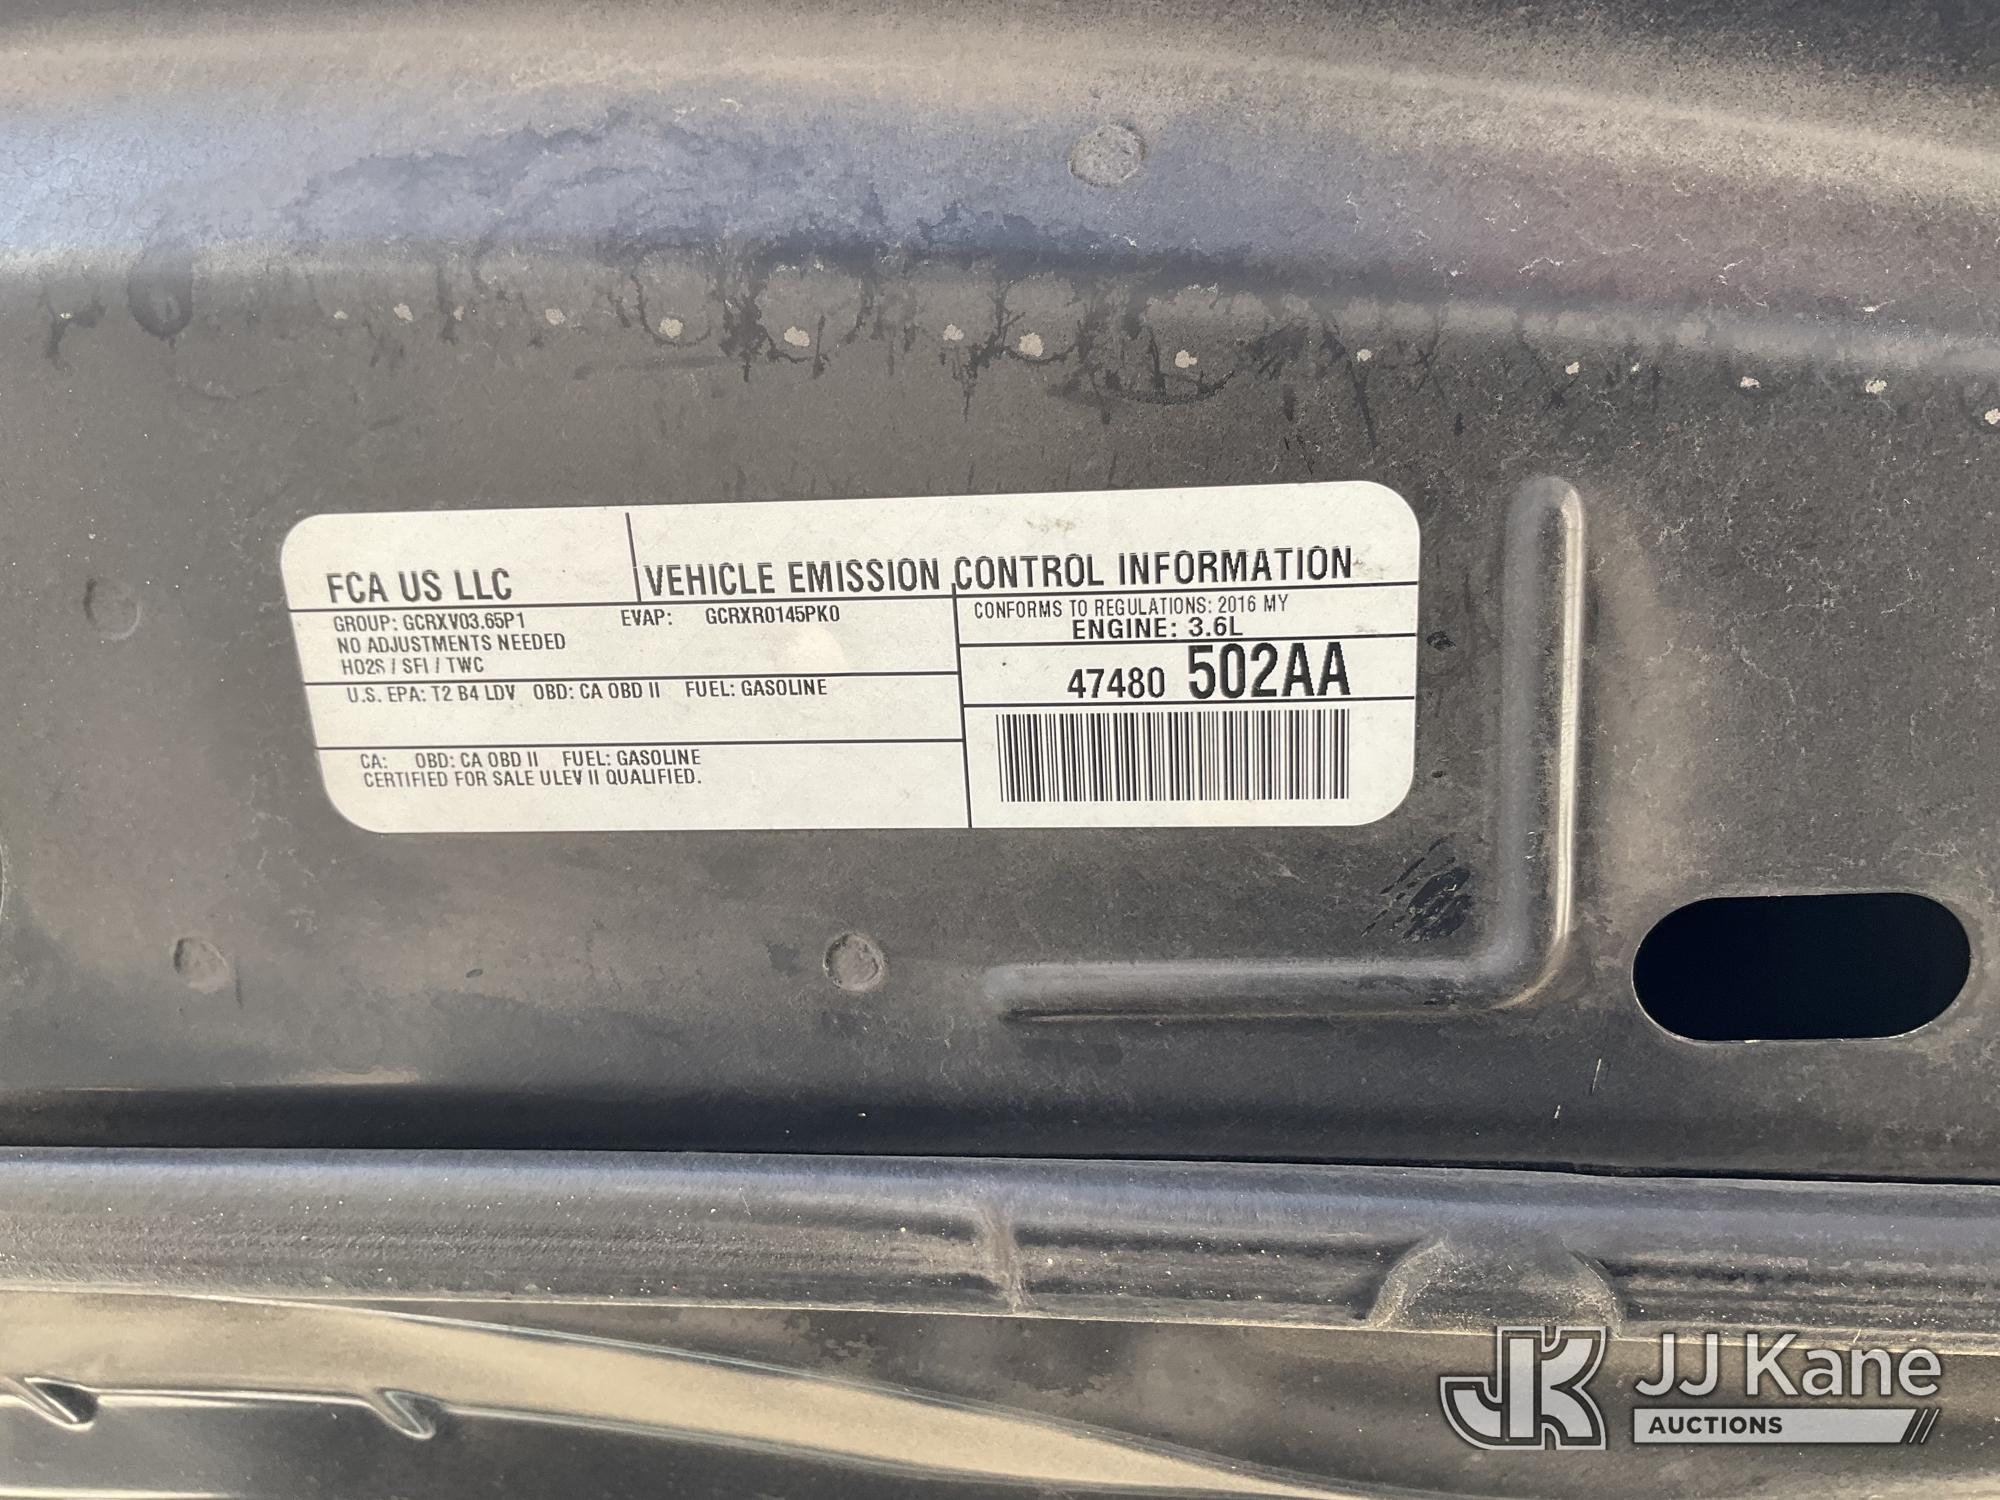 FCA US LLC
VEHICLE EMISSION CONTROL INFORMATION
GROUP: GCRXV03.65P1 EVAP: GCRXR0145PK0
NO ADJUSTMENTS NEEDED
HO2S / SFI / TWC
U.S. EPA: T2 B4 LDV OBD: CA OBD II FUEL: GASOLINE
CA: OBD: CA OBD II FUEL: GASOLINE
CERTIFIED FOR SALE ULEV II QUALIFIED.
CONFORMS TO REGULATIONS: 2016 MY
ENGINE: 3.6L
47480 502AA
JK JJ Kane
AUCTIONS